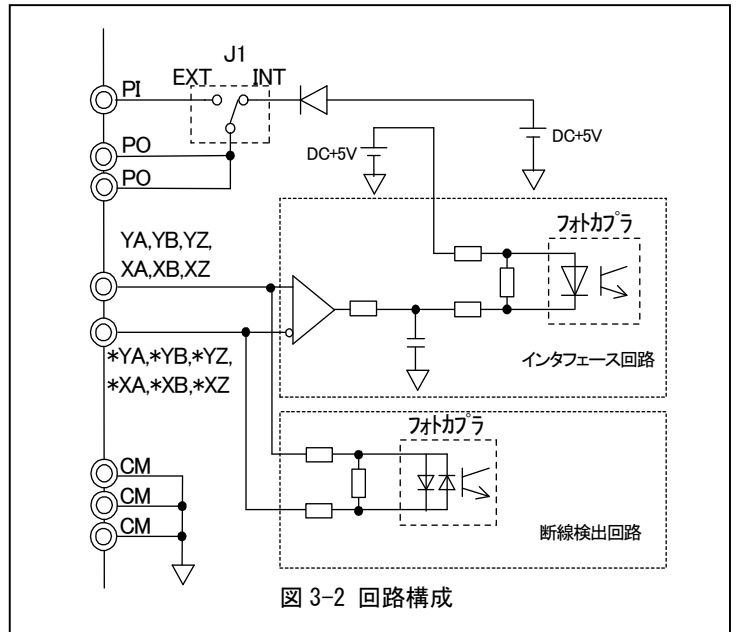 J1
EXT INT
PI
PO
PO
DC+5V
DC+5V
YA,YB,YZ,
XA,XB,XZ
フォトカプラ
*YA,*YB,*YZ,
*XA,*XB,*XZ
インタフェース回路
フォトカプラ
CM
CM
CM
断線検出回路
図 3-2 回路構成